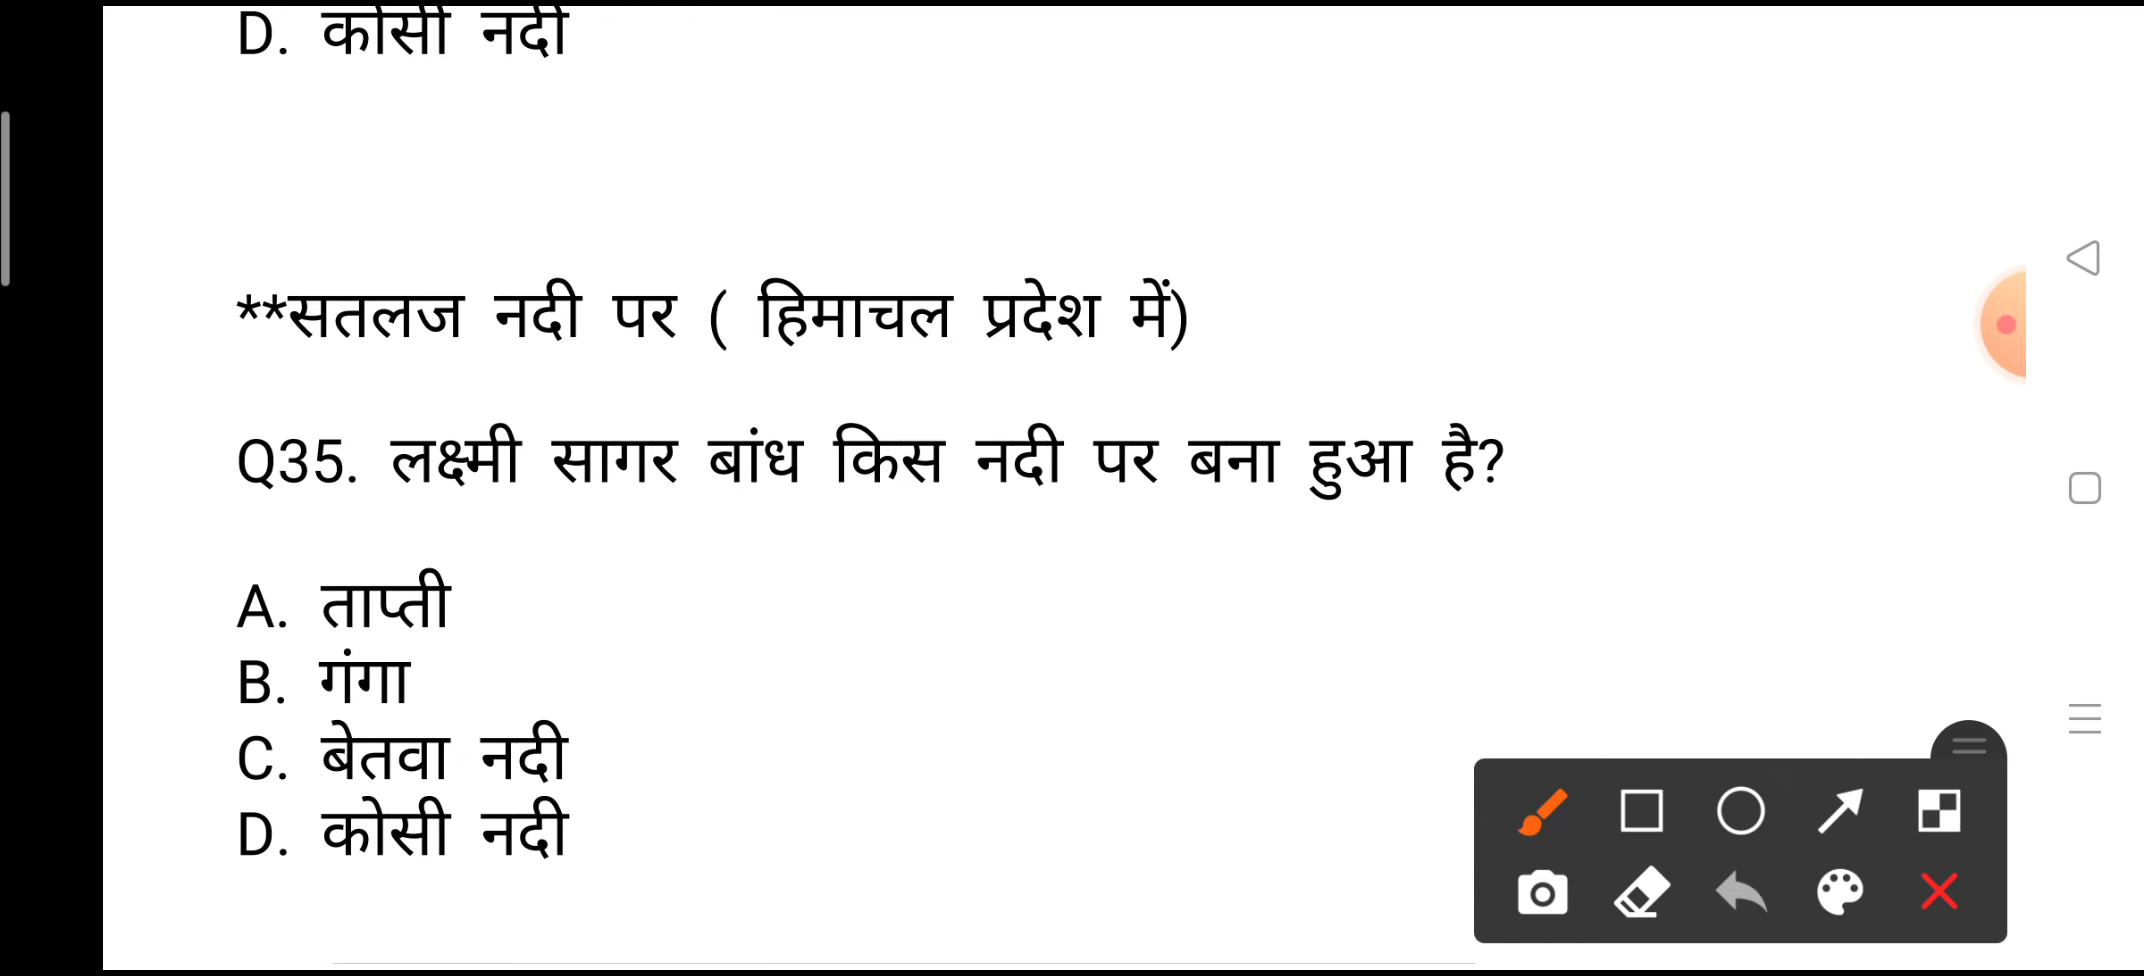 D. कोसी नदी
**सतलज नदी पर ( हिमाचल प्रदेश में)
Q35. लक्ष्मी सागर बांध किस नदी पर बना हुआ है?
A. ताप्ती
B. गंगा
C. बेतवा नदी
D. कोसी नदी